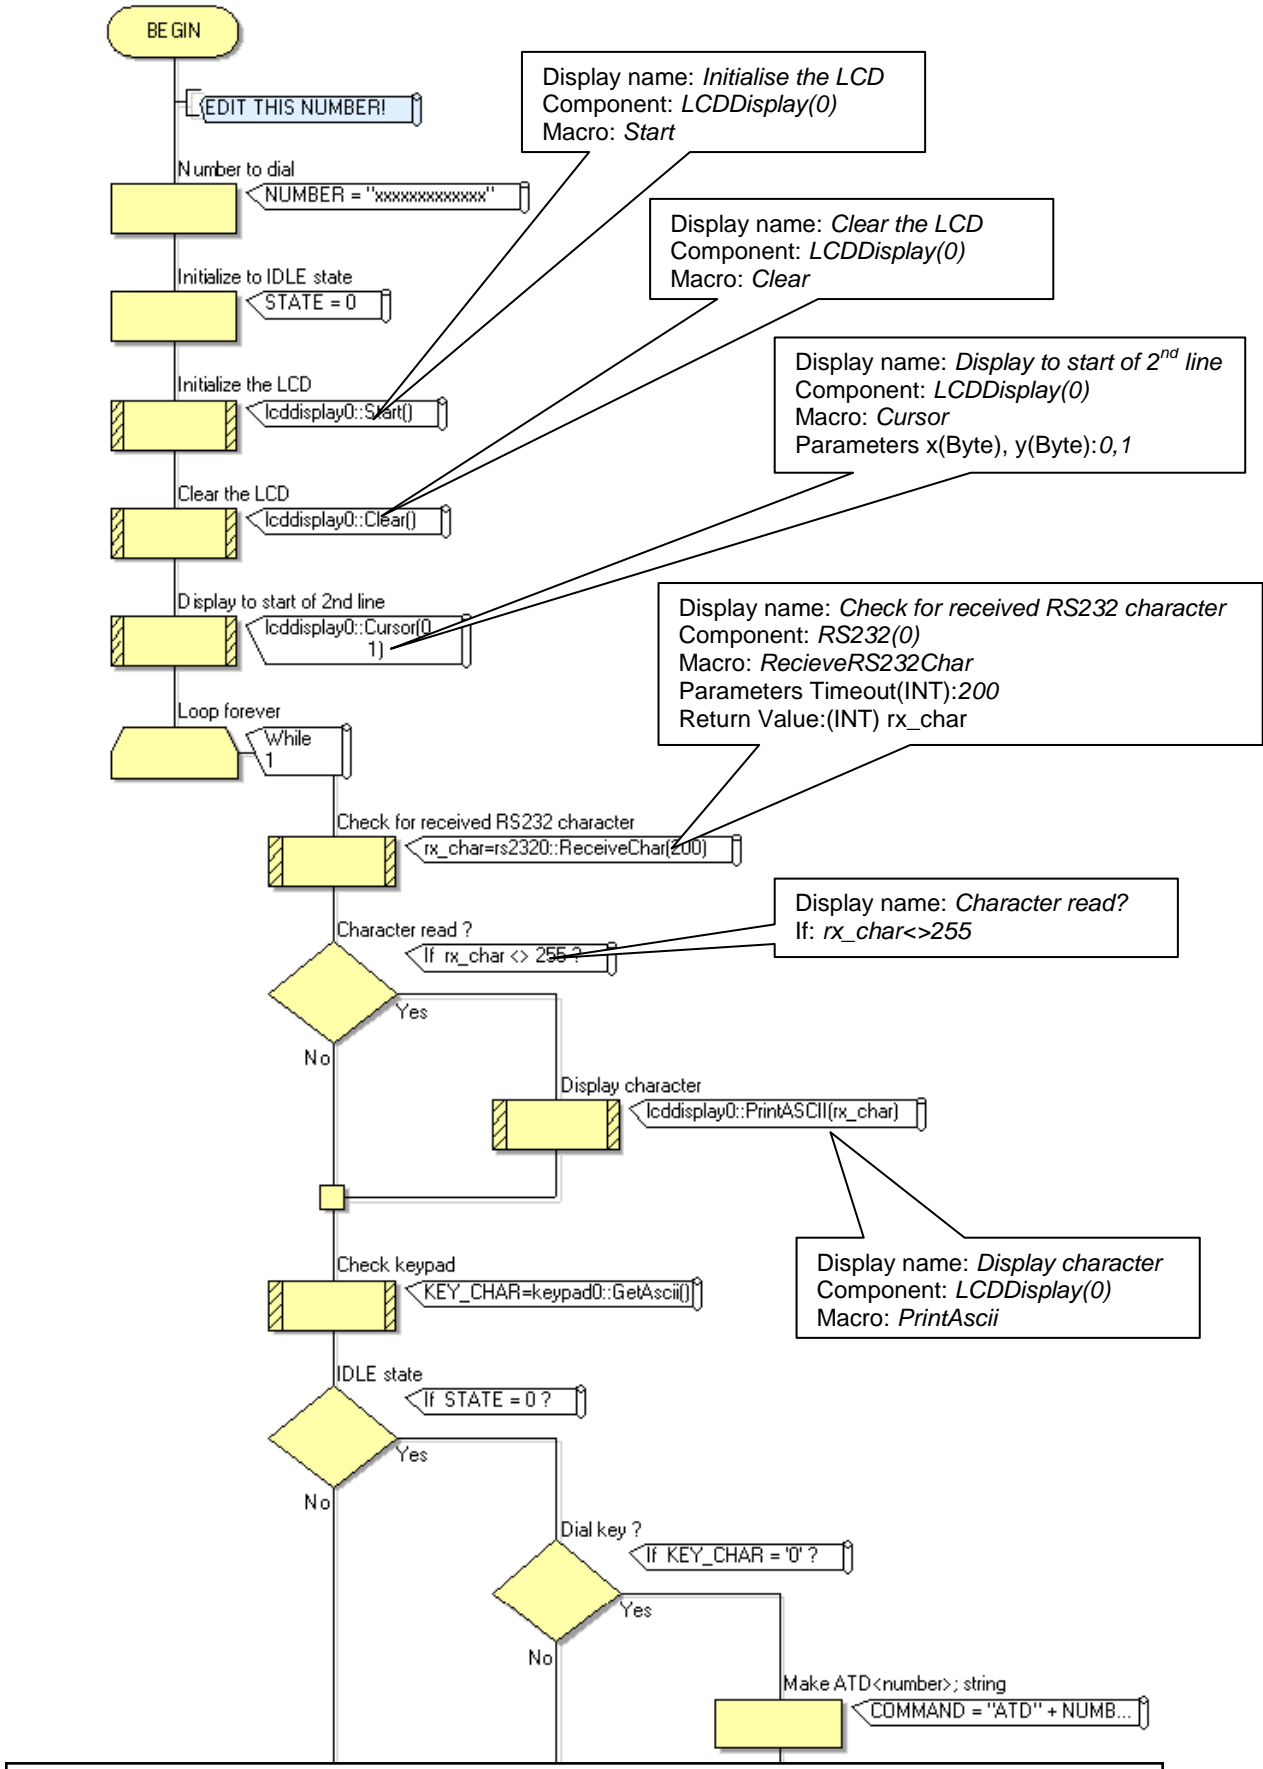 BEGIN
EDIT THIS NUMBER!
Display name: Initialise the LCD
Component: LCDDisplay(0)
Macro: Start
Number to dial
NUMBER = "xxxxxxxxxxxxx"
Display name: Clear the LCD
Component: LCDDisplay(0)
Macro: Clear
Initialize to IDLE state
STATE = 0
Display name: Display to start of 2nd line
Component: LCDDisplay(0)
Macro: Cursor
Parameters x(Byte), y(Byte):0,1
Initialize the LCD
lcddisplay0::Start()
Clear the LCD
lcddisplay0::Clear()
Display to start of 2nd line
lcddisplay0::Cursor(0
1)
Display name: Check for received RS232 character
Component: RS232(0)
Macro: RecieveRS232Char
Parameters Timeout(INT):200
Return Value:(INT) rx_char
Loop forever
While
1
Check for received RS232 character
rx_char=rs2320::ReceiveChar(200)
Display name: Character read?
If: rx_char<>255
Character read ?
If rx_char <> 255 ?
Yes
No
Display character
lcddisplay0::PrintASCII(rx_char)
Display name: Display character
Component: LCDDisplay(0)
Macro: PrintAscii
Check keypad
KEY_CHAR=keypad0::GetAscii()
IDLE state
If STATE = 0 ?
Yes
No
Dial key ?
If KEY_CHAR = '0' ?
Yes
No
Make ATD<number>; string
COMMAND = "ATD" + NUMB...